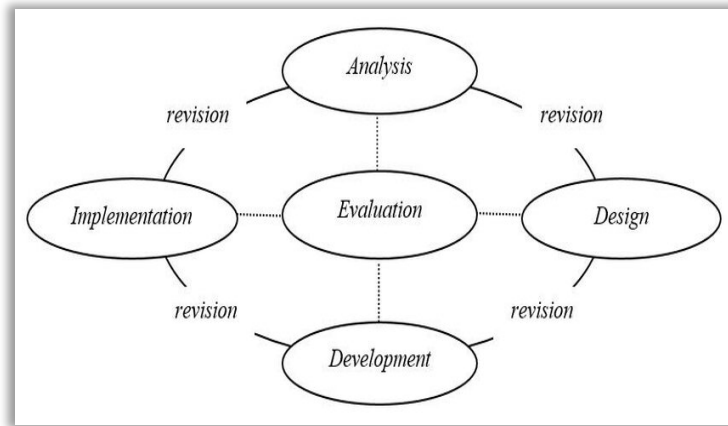 Analysis
revision
revision
Implementation
Evaluation
Design
revision
revision
Development